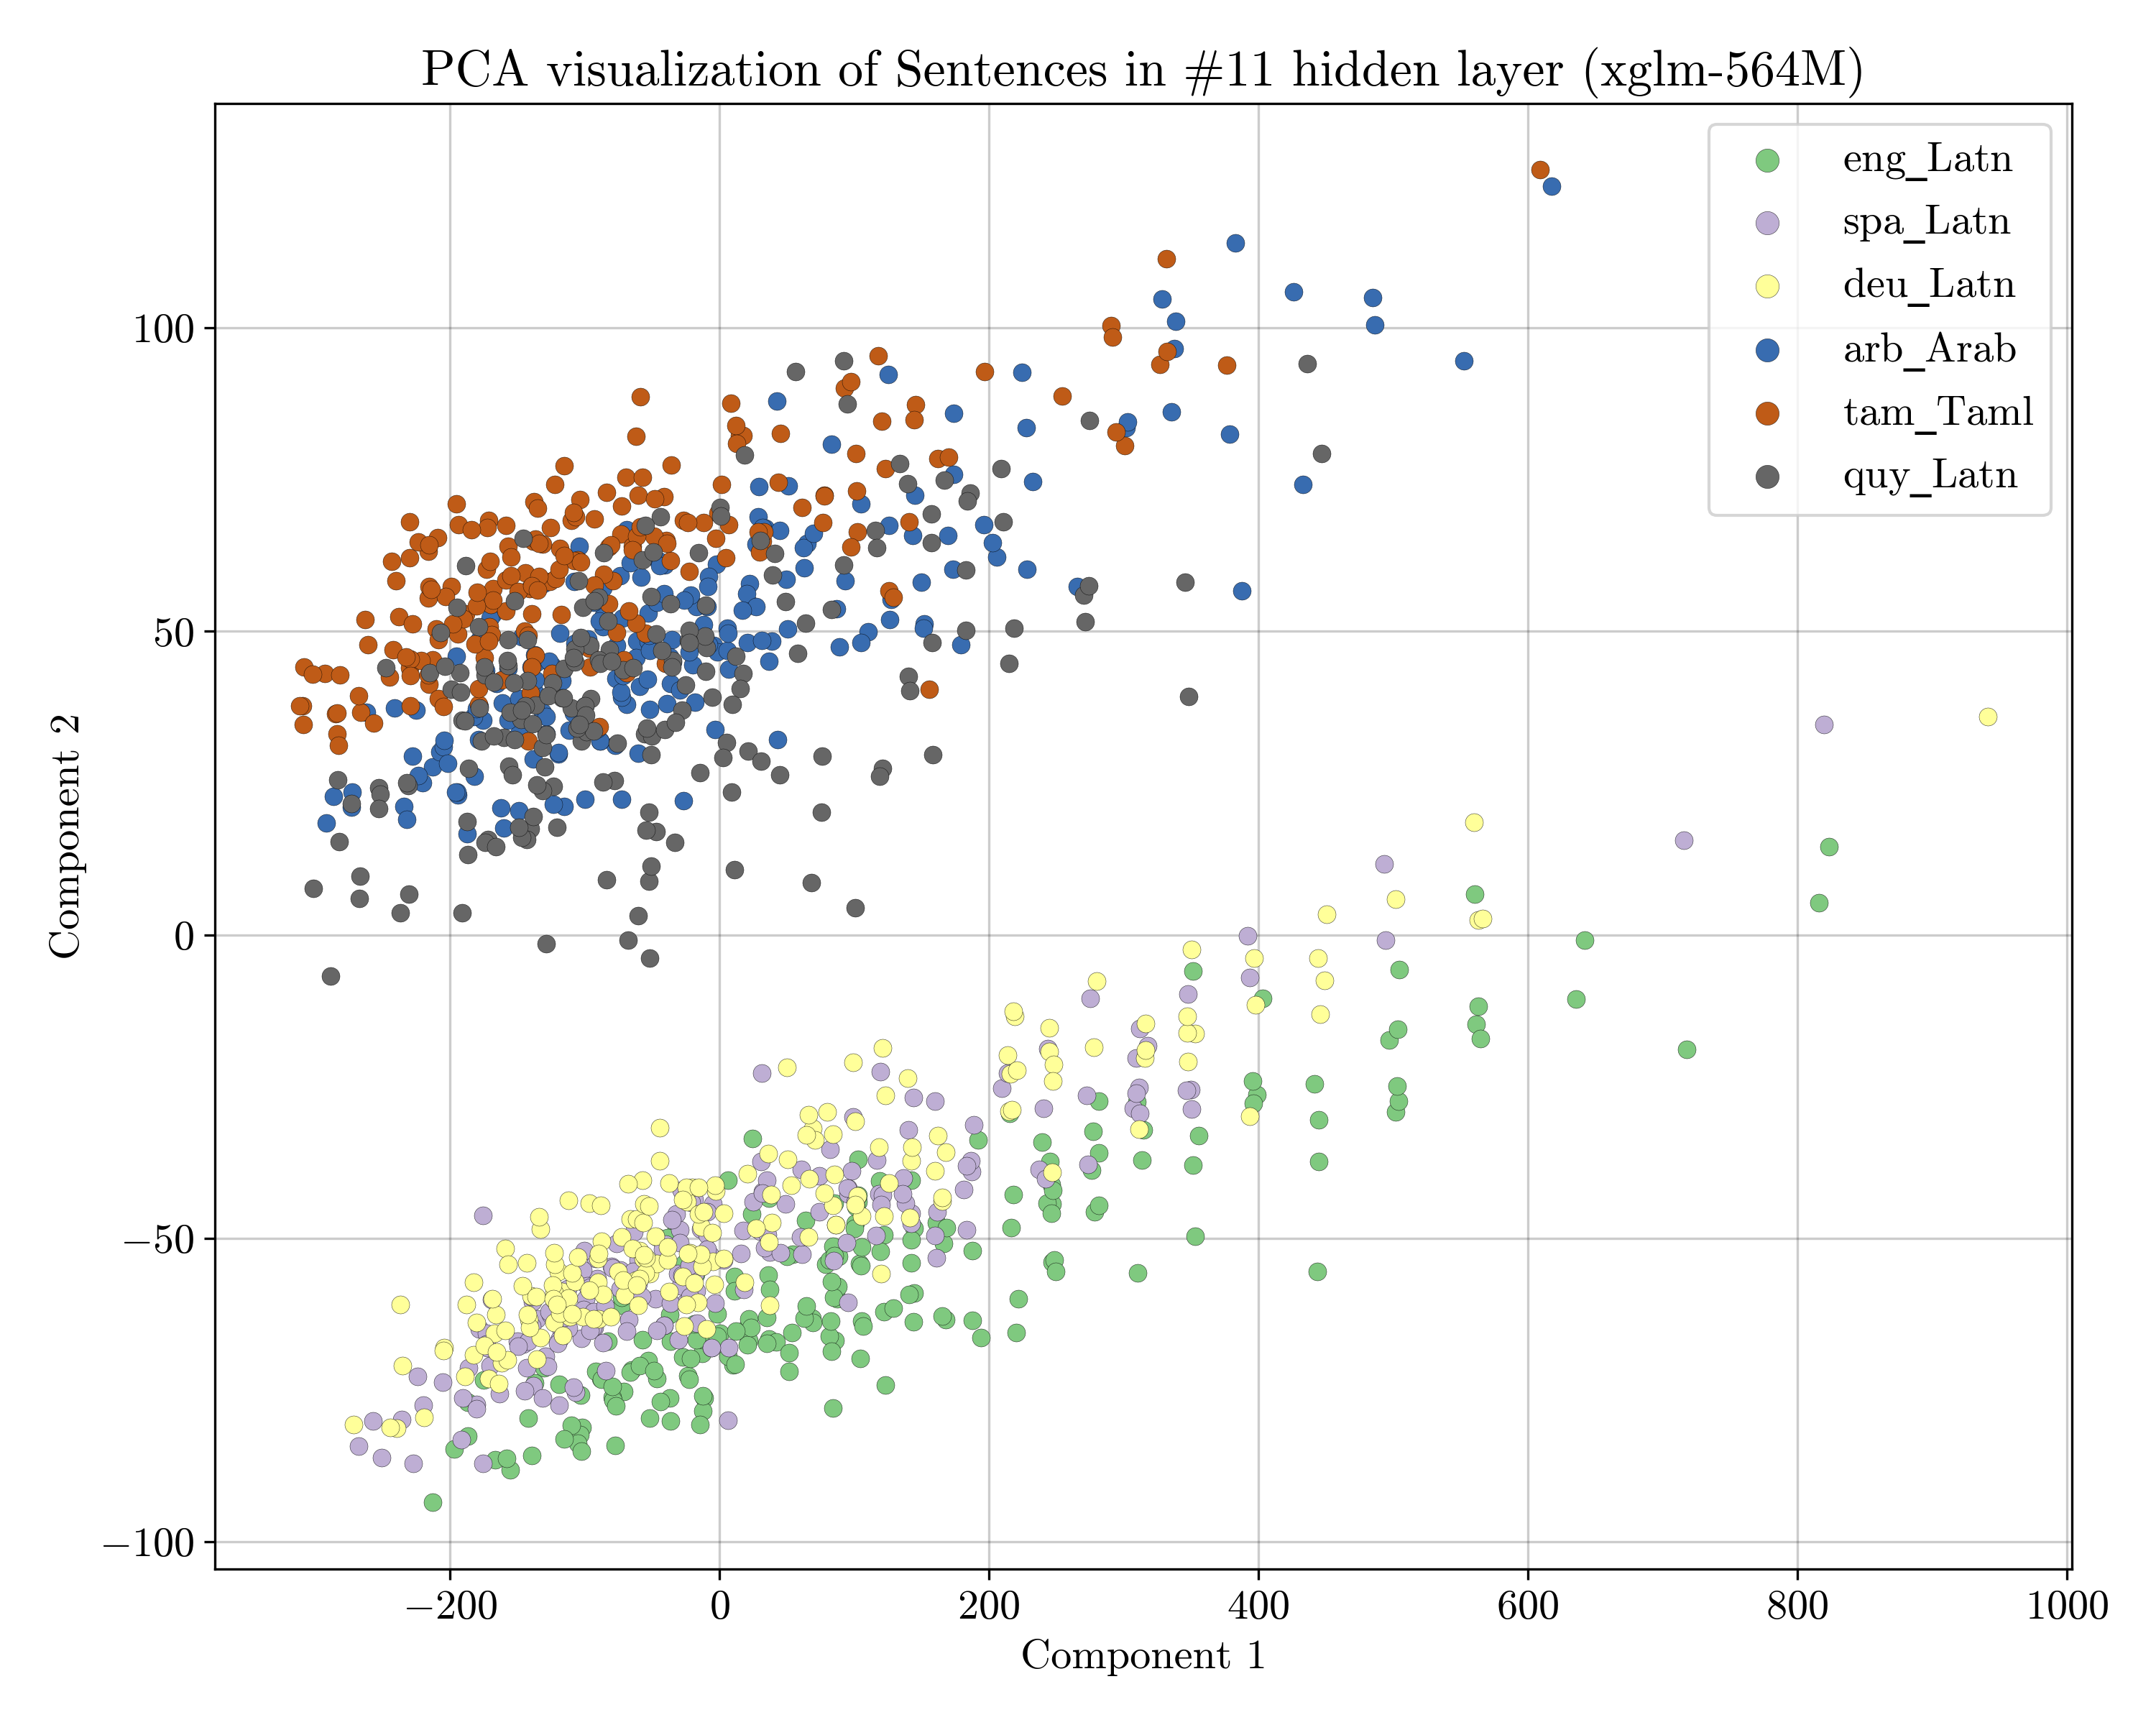 PCA visualization of Sentences in #11 hidden layer (xglm-564M)
eng_Latn
spa_Latn
deu_Latn
arb_Arab
tam_Taml
quy_Latn
100
50
0
−50
−100
Component 2
−200 0 200 400 600 800 1000
Component 1